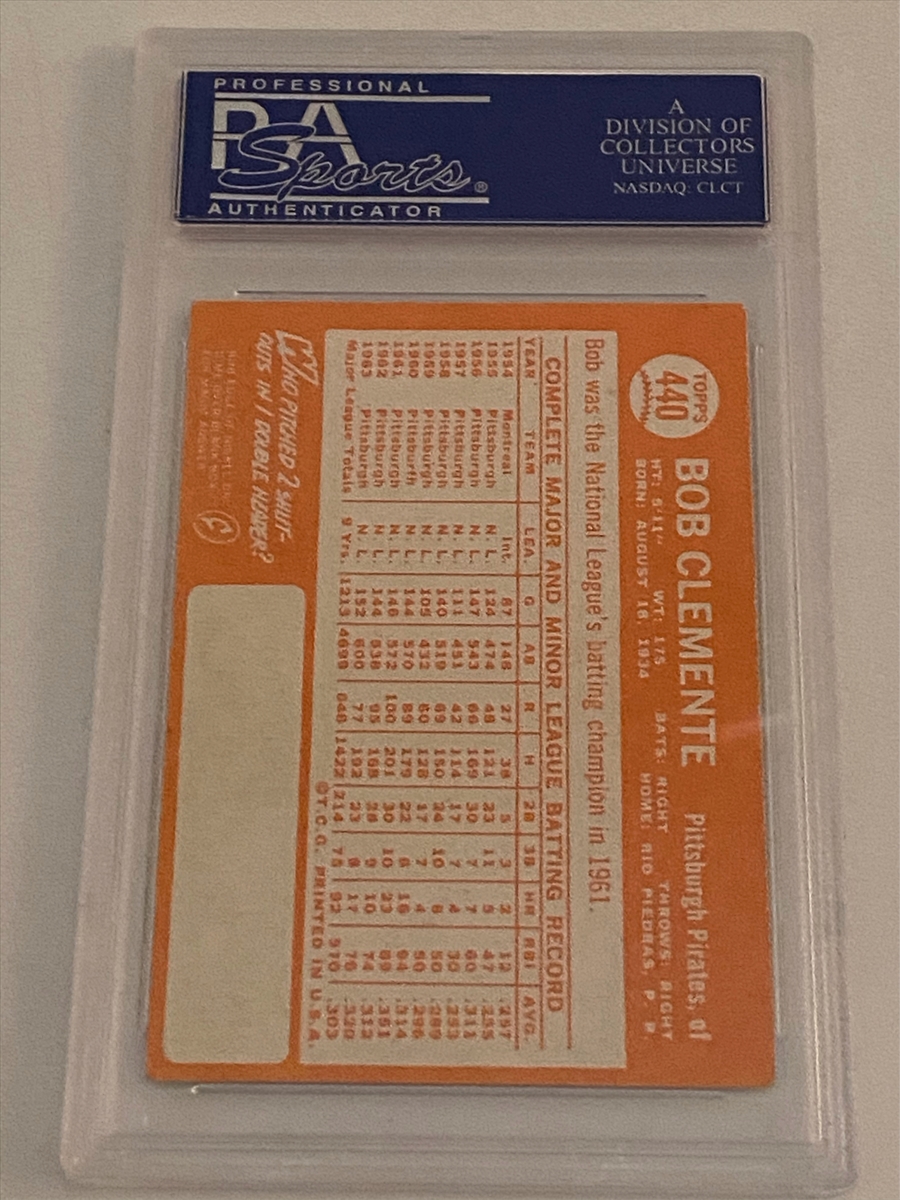 PROFESSIONAL
PSA
Sports®
AUTHENTICATOR
A
DIVISION OF
COLLECTORS
UNIVERSE
NASDAQ: CLCT
TOPPS
440
BOB CLEMENTE Pittsburgh Pirates, of
HT: 5'11" WT: 175 BATS: RIGHT THROWS: RIGHT
BORN: AUGUST 18, 1934 HOME: RIO PIEDRAS, P. R.
Bob was the National League's batting champion in 1961.
COMPLETE MAJOR AND MINOR LEAGUE BATTING RECORD
YEAR TEAM LEA. G AB R H 2B 3B HR RBI AVG.
1954 Montreal Int. 87 148 27 38 5 3 2 12 .257
1955 Pittsburgh N. L. 124 474 48 121 23 11 5 47 .255
1956 Pittsburgh N. L. 147 543 66 169 30 7 7 60 .311
1957 Pittsburgh N. L. 111 451 42 114 17 7 4 30 .253
1958 Pittsburgh N. L. 140 519 69 150 24 10 6 50 .289
1959 Pittsburgh N. L. 105 432 60 128 17 7 4 50 .296
1960 Pittsburgh N. L. 144 570 89 179 22 6 16 94 .314
1961 Pittsburgh N. L. 146 572 100 201 30 10 23 89 .351
1962 Pittsburgh N. L. 144 538 95 168 28 9 10 74 .312
1963 Pittsburgh N. L. 152 600 77 192 23 8 17 76 .320
Major League Totals 9 Yrs. 1213 4699 646 1422 214 75 92 570 .303
©T.C.G. PRINTED IN U.S.A.
WHO PITCHED 2 SHUT-
OUTS IN 1 DOUBLE HEADER?